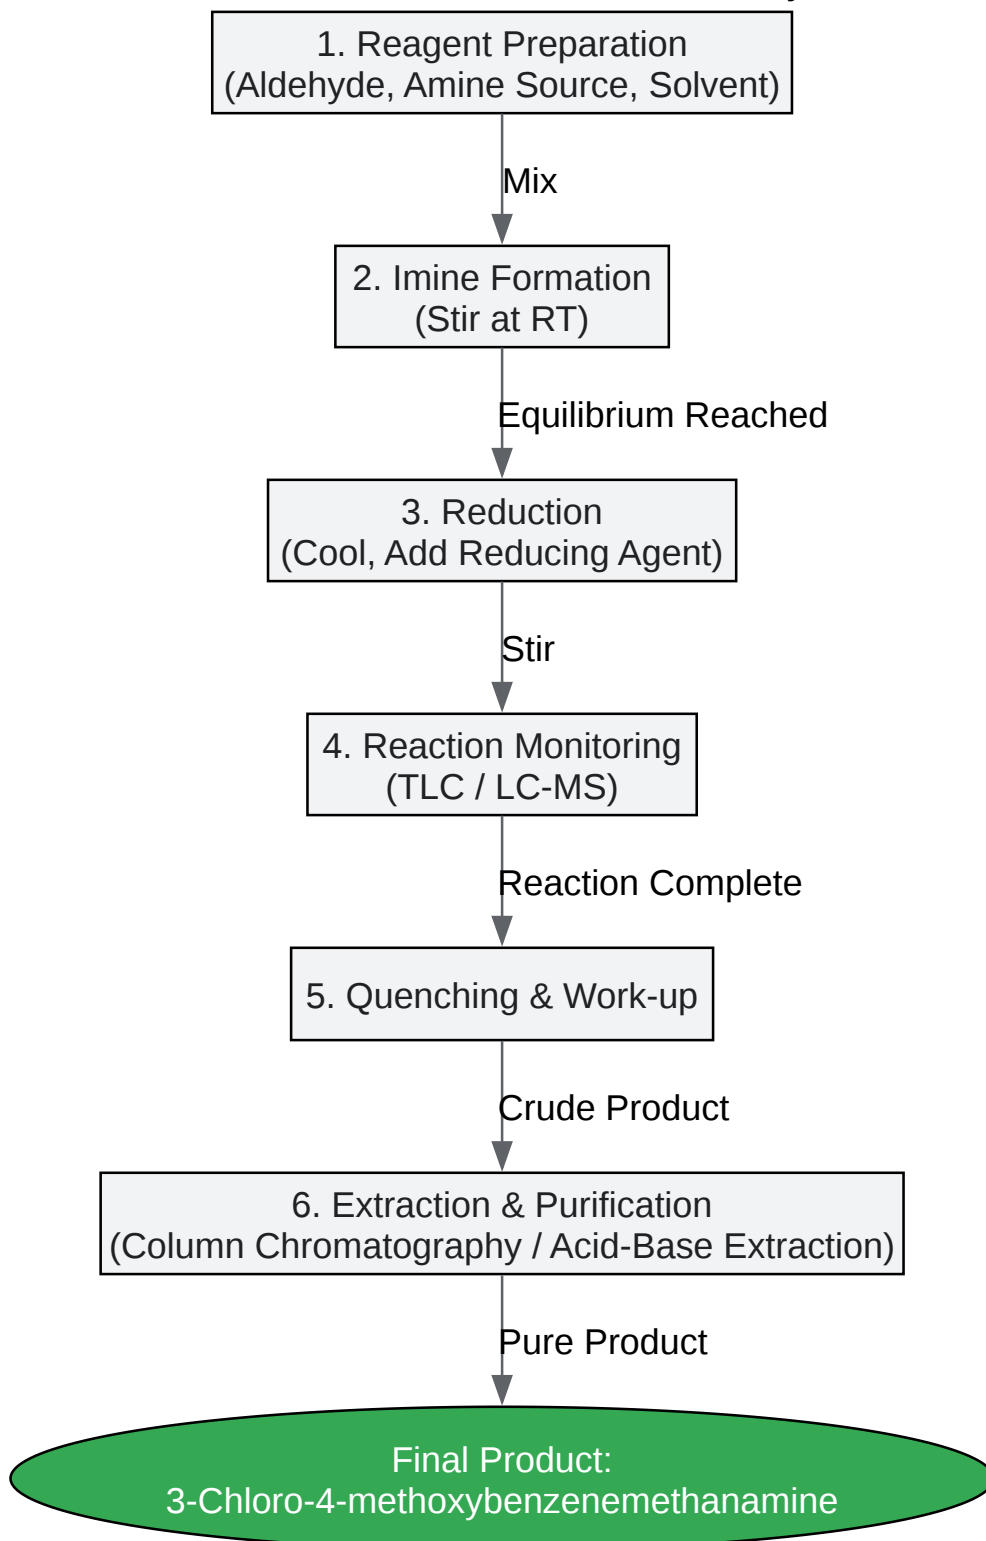 1. Reagent Preparation
(Aldehyde, Amine Source, Solvent)
Mix
2. Imine Formation
(Stir at RT)
Equilibrium Reached
3. Reduction
(Cool, Add Reducing Agent)
Stir
4. Reaction Monitoring
(TLC / LC-MS)
Reaction Complete
5. Quenching & Work-up
Crude Product
6. Extraction & Purification
(Column Chromatography / Acid-Base Extraction)
Pure Product
Final Product:
3-Chloro-4-methoxybenzenemethanamine